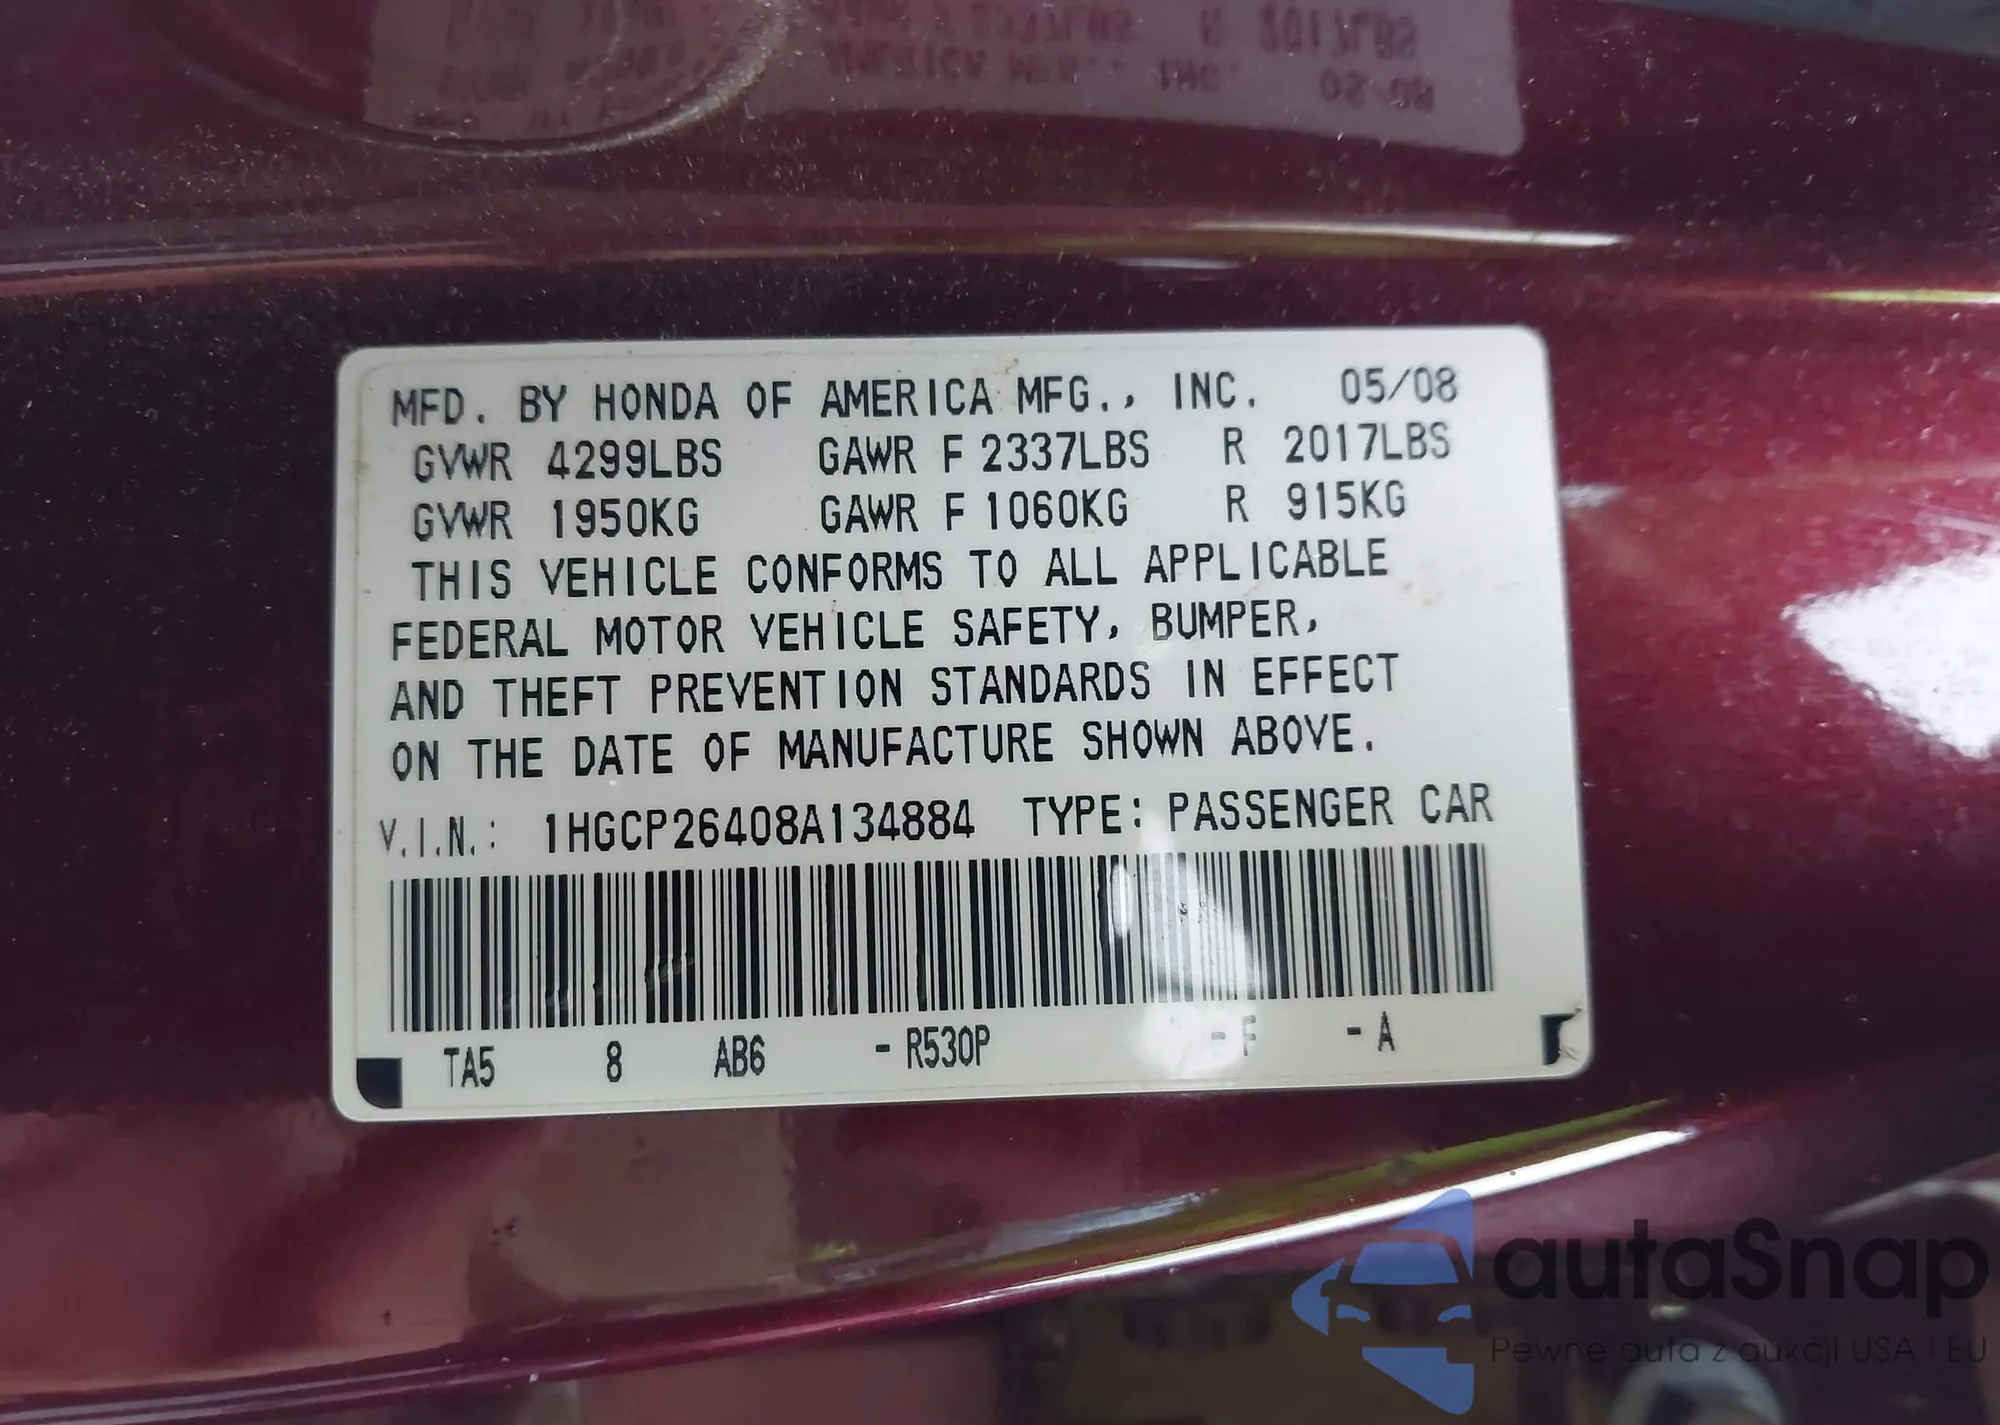 MFD. BY HONDA OF AMERICA MFG., INC. 05/08
GVWR 4299LBS GAWR F 2337LBS R 2017LBS
GVWR 1950KG GAWR F 1060KG R 915KG
THIS VEHICLE CONFORMS TO ALL APPLICABLE
FEDERAL MOTOR VEHICLE SAFETY, BUMPER,
AND THEFT PREVENTION STANDARDS IN EFFECT
ON THE DATE OF MANUFACTURE SHOWN ABOVE.
V.I.N.: 1HGCP26408A134884 TYPE: PASSENGER CAR
TA5 8 AB6 - R530P - F - A
autaSnap
Pewne auta z aukcji USA i EU